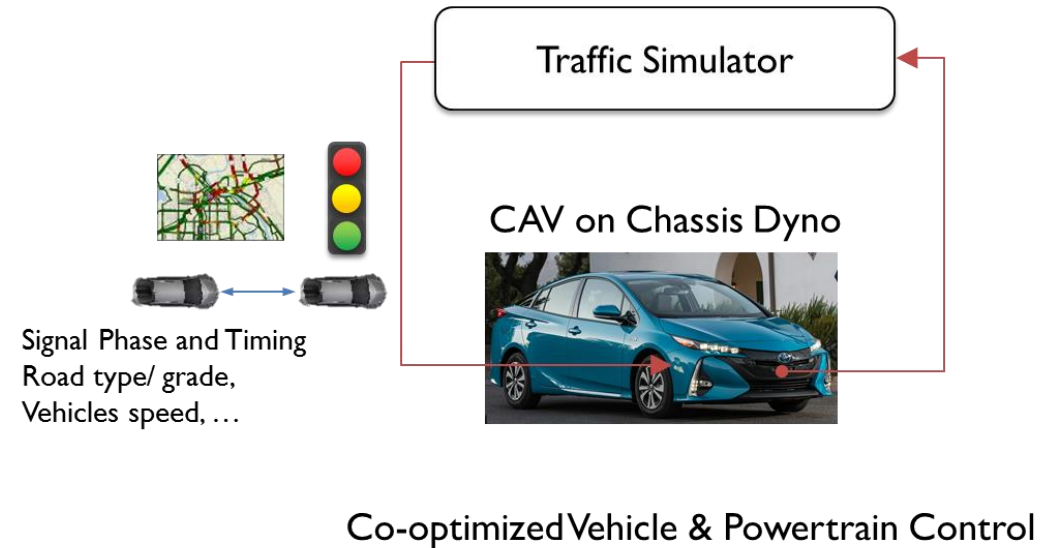 Traffic Simulator
CAV on Chassis Dyno
Signal Phase and Timing
Road type/ grade,
Vehicles speed, …
Co-optimized Vehicle & Powertrain Control